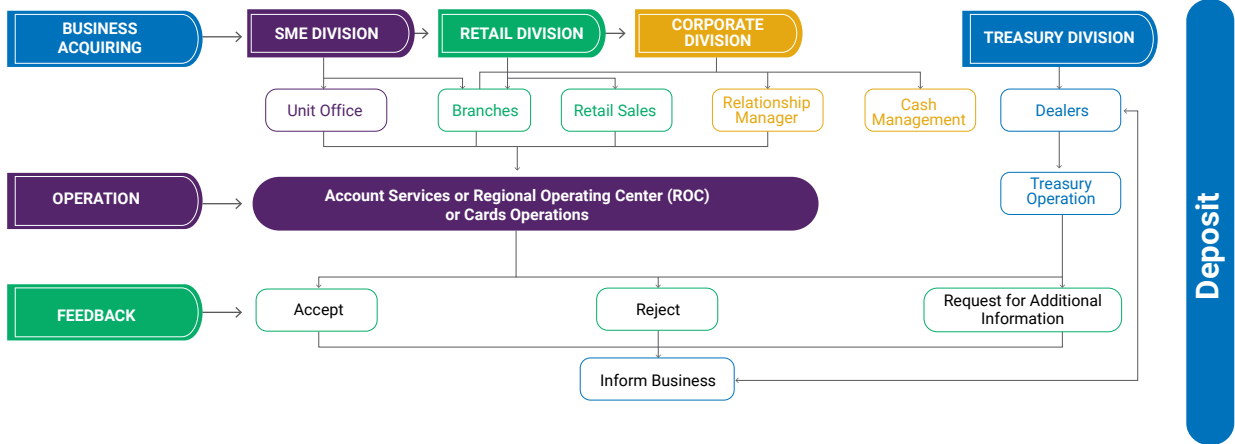 BUSINESS
ACQUIRING
SME DIVISION
RETAIL DIVISION
CORPORATE
DIVISION
TREASURY DIVISION
Unit Office
Branches
Retail Sales
Relationship
Manager
Cash
Management
Dealers
OPERATION
Account Services or Regional Operating Center (ROC)
or Cards Operations
Treasury
Operation
FEEDBACK
Accept
Reject
Request for Additional
Information
Inform Business
Deposit